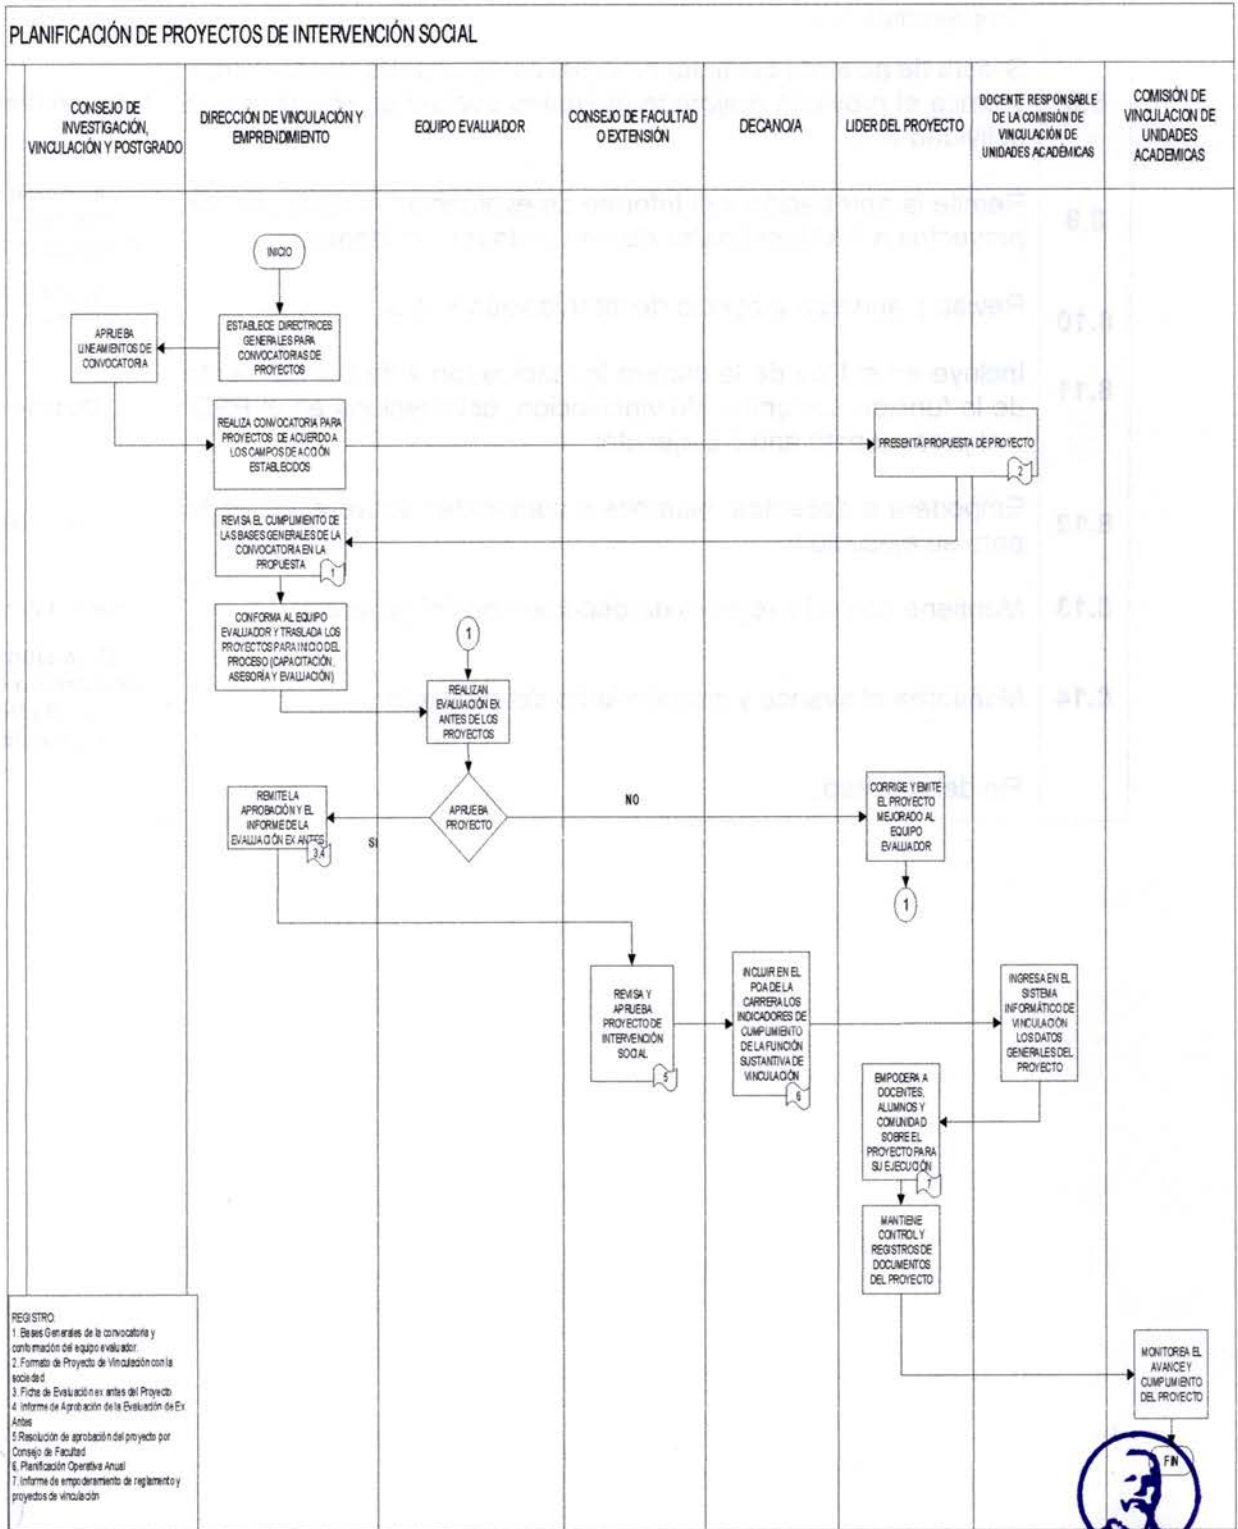 PLANIFICACIÓN DE PROYECTOS DE INTERVENCIÓN SOCIAL
CONSEJO DE
INVESTIGACIÓN,
VINCULACIÓN Y POSTGRADO
DIRECCIÓN DE VINCULACIÓN Y
EMPRENDIMIENTO
EQUIPO EVALUADOR
CONSEJO DE FACULTAD
O EXTENSIÓN
DECANO/A
LIDER DEL PROYECTO
DOCENTE RESPONSABLE
DE LA COMISIÓN DE
VINCULACIÓN DE
UNIDADES ACADÉMICAS
COMISIÓN DE
VINCULACION DE
UNIDADES
ACADEMICAS
INICIO
ESTABLECE DIRECTRICES
GENERALES PARA
CONVOCATORIAS DE
PROYECTOS
APRUEBA
LINEAMIENTOS DE
CONVOCATORIA
REALIZA CONVOCATORIA PARA
PROYECTOS DE ACUERDO A
LOS CAMPOS DE ACCIÓN
ESTABLECIDOS
PRESENTA PROPUESTA DE PROYECTO
2
REVISA EL CUMPLIMIENTO DE
LAS BASES GENERALES DE LA
CONVOCATORIA EN LA
PROPUESTA
1
CONFORMA AL EQUIPO
EVALUADOR Y TRASLADA LOS
PROYECTOS PARA INICIO DEL
PROCESO (CAPACITACIÓN,
ASESORÍA Y EVALUACIÓN)
1
REALIZAN
EVALUACIÓN EX
ANTES DE LOS
PROYECTOS
APRUEBA
PROYECTO
SI
NO
REMITE LA
APROBACIÓN Y EL
INFORME DE LA
EVALUACIÓN EX ANTES
3,4
CORRIGE Y EMITE
EL PROYECTO
MEJORADO AL
EQUIPO
EVALUADOR
1
REVISA Y
APRUEBA
PROYECTO DE
INTERVENCIÓN
SOCIAL
5
INCLUIR EN EL
POA DE LA
CARRERA LOS
INDICADORES DE
CUMPLIMIENTO
DE LA FUNCIÓN
SUSTANTIVA DE
VINCULACIÓN
6
INGRESA EN EL
SISTEMA
INFORMÁTICO DE
VINCULACIÓN
LOS DATOS
GENERALES DEL
PROYECTO
EMPODERA A
DOCENTES,
ALUMNOS Y
COMUNIDAD
SOBRE EL
PROYECTO PARA
SU EJECUCIÓN
7
MANTIENE
CONTROL Y
REGISTROS DE
DOCUMENTOS
DEL PROYECTO
MONITOREA EL
AVANCE Y
CUMPLIMIENTO
DEL PROYECTO
FIN
REGISTRO:
1. Bases Generales de la convocatoria y
conformación del equipo evaluador.
2. Formato de Proyecto de Vinculación con la
sociedad
3. Ficha de Evaluación ex antes del Proyecto
4. Informe de Aprobación de la Evaluación de Ex
Antes
5 Resolución de aprobación del proyecto por
Consejo de Facultad
6. Planificación Operativa Anual
7. Informe de empoderamiento de reglamento y
proyectos de vinculación